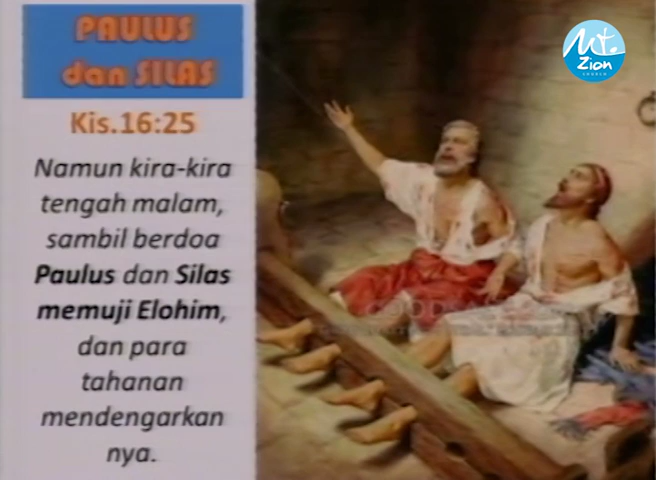 PAULUS
dan SILAS
Kis.16:25
Namun kira-kira
tengah malam,
sambil berdoa
Paulus dan Silas
memuji Elohim,
dan para
tahanan
mendengarkan
nya.
Mt.
Zion
CHURCH